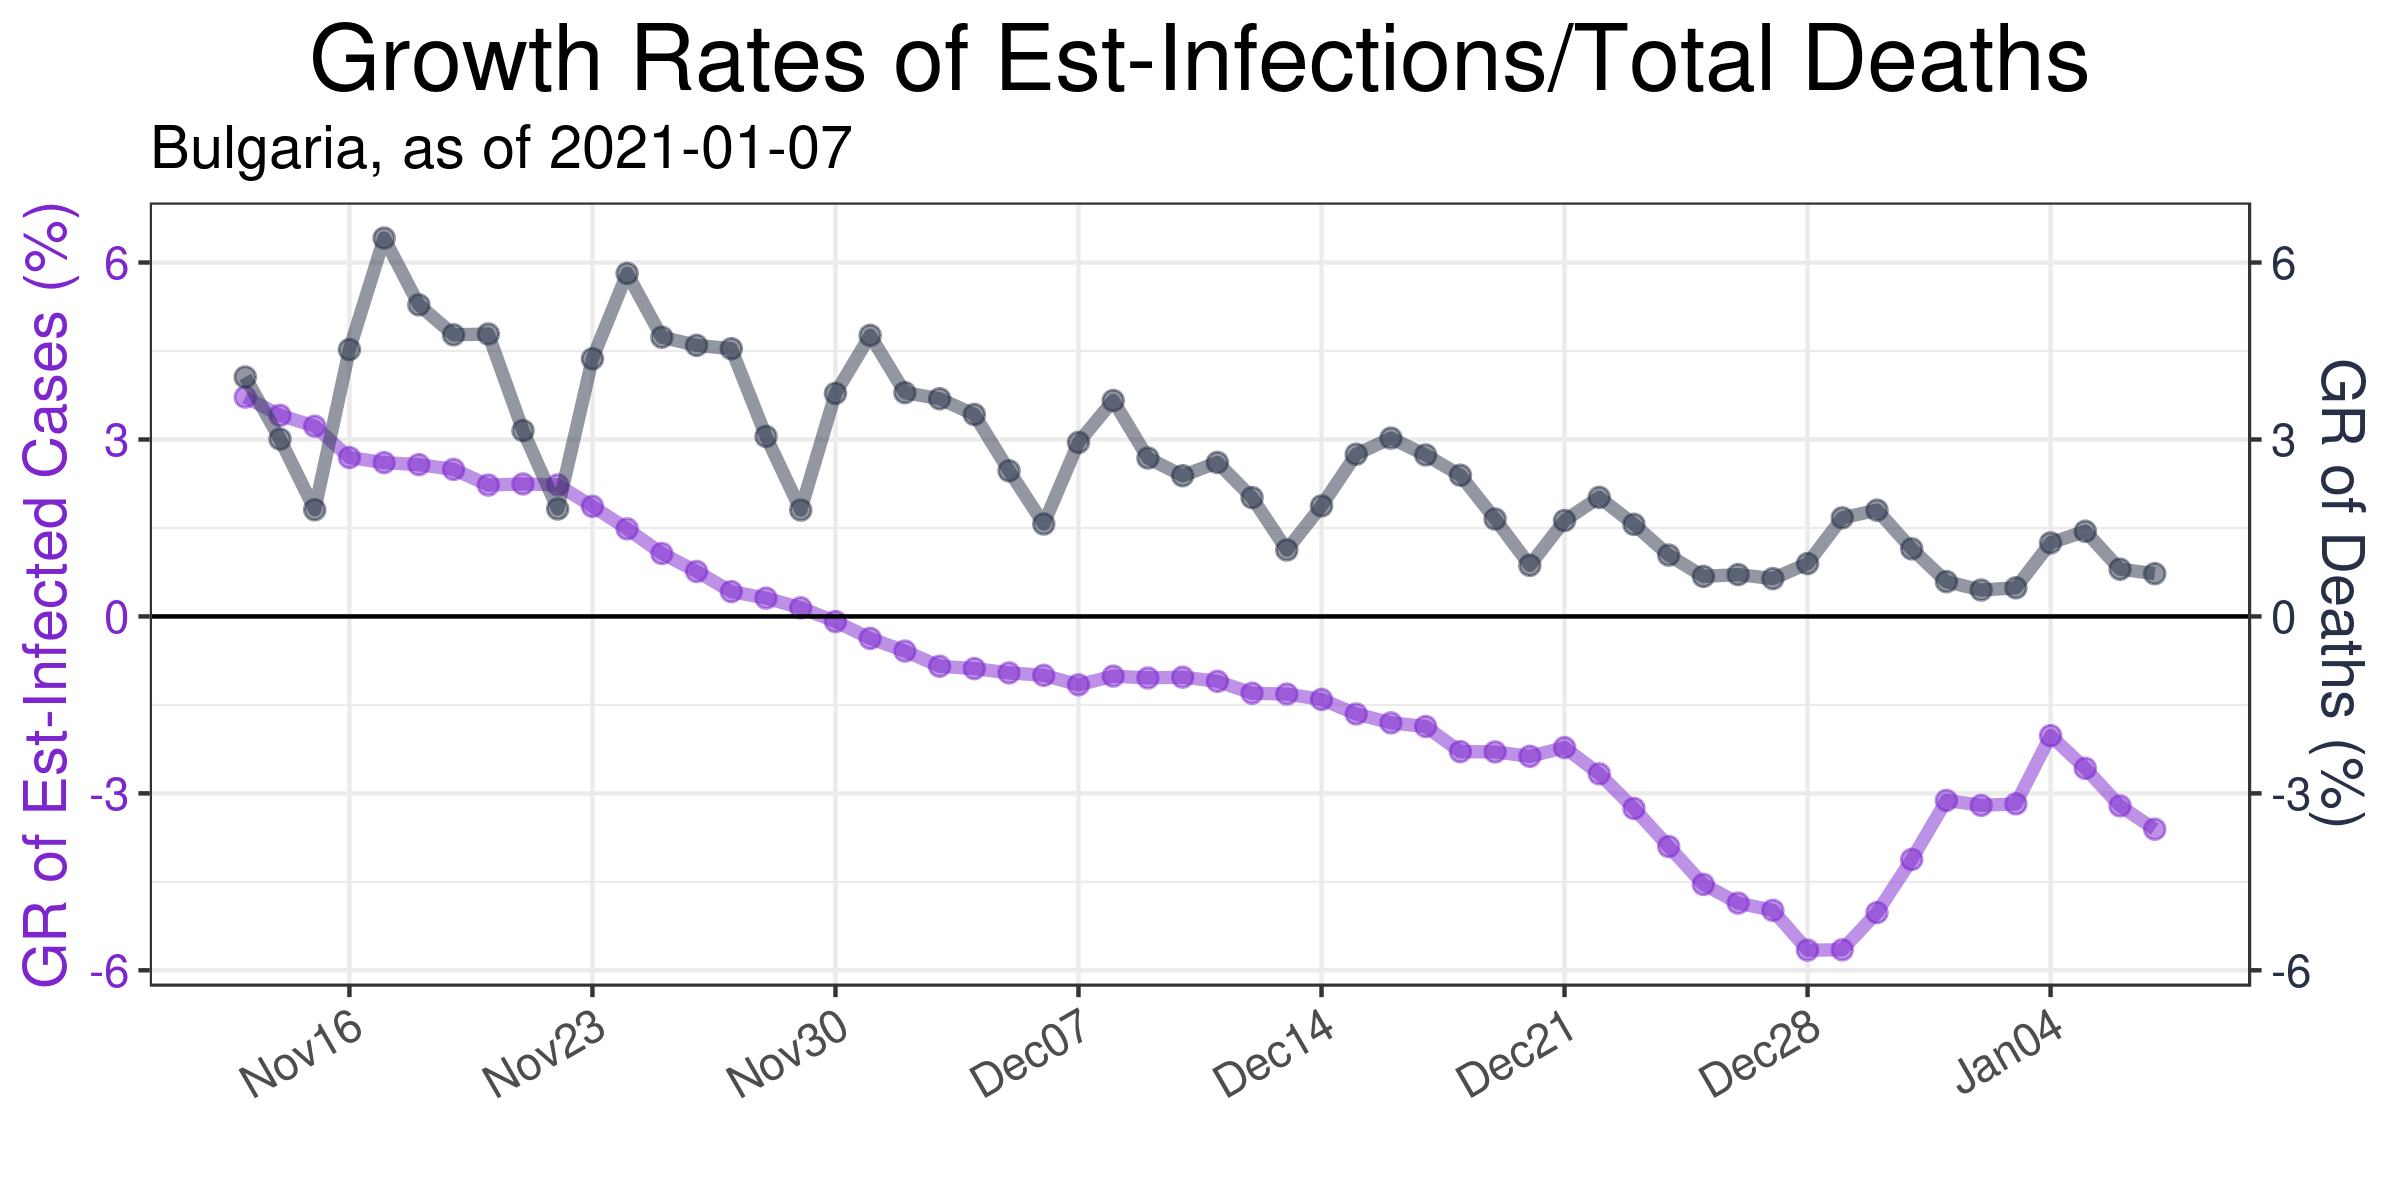 Growth Rates of Est-Infections/Total Deaths
Bulgaria, as of 2021-01-07
GR of Est-Infected Cases (%)
6
3
0
-3
-6
6
3
0
-3
-6
GR of Deaths (%)
Nov16
Nov23
Nov30
Dec07
Dec14
Dec21
Dec28
Jan04